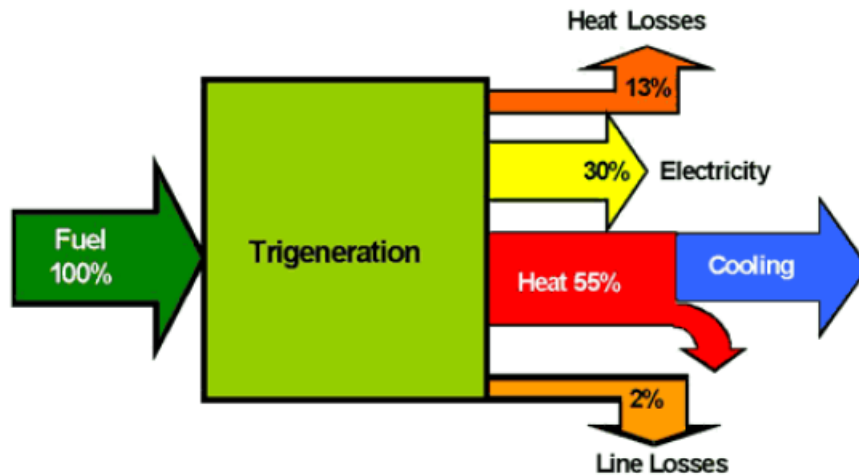 Heat Losses
13%
30%
Electricity
Fuel
100%
Trigeneration
Heat 55%
Cooling
2%
Line Losses